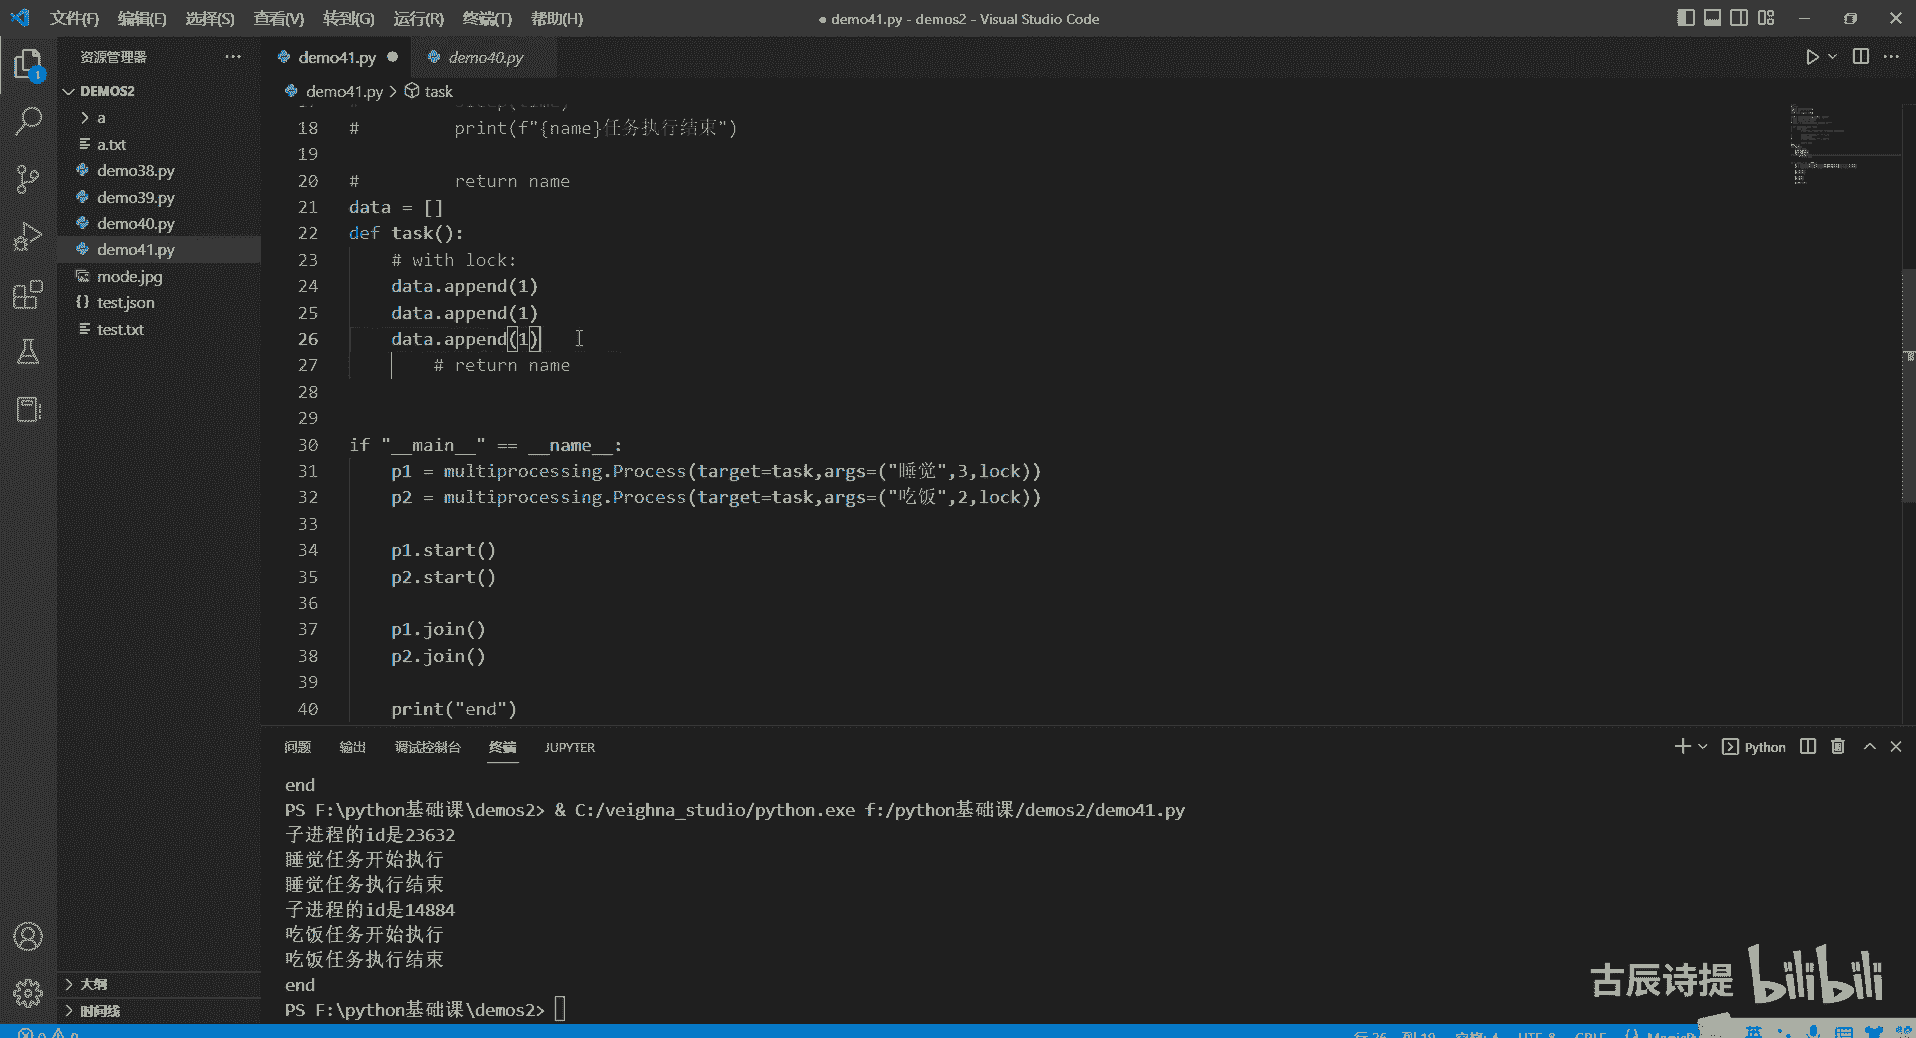 文件(F) 编辑(E) 选择(S) 查看(V) 转到(G) 运行(R) 终端(T) 帮助(H)
● demo41.py - demos2 - Visual Studio Code
资源管理器
demo41.py ●
demo40.py
DEMOS2
demo41.py > task
1
a
a.txt
demo38.py
demo39.py
demo40.py
demo41.py
mode.jpg
{} test.json
test.txt
18 #         print(f"{name}任务执行结束")
19
20 #         return name
21 data = []
22 def task():
23     # with lock:
24     data.append(1)
25     data.append(1)
26     data.append(1)
27         # return name
28
29
30 if "__main__" == __name__:
31     p1 = multiprocessing.Process(target=task,args=("睡觉",3,lock))
32     p2 = multiprocessing.Process(target=task,args=("吃饭",2,lock))
33
34     p1.start()
35     p2.start()
36
37     p1.join()
38     p2.join()
39
40     print("end")
问题 输出 调试控制台 终端 JUPYTER
Python
end
PS F:\python基础课\demos2> & C:/veighna_studio/python.exe f:/python基础课/demos2/demo41.py
子进程的id是23632
睡觉任务开始执行
睡觉任务执行结束
子进程的id是14884
吃饭任务开始执行
吃饭任务执行结束
end
PS F:\python基础课\demos2>
大纲
时间线
古辰诗提 bilibili
英